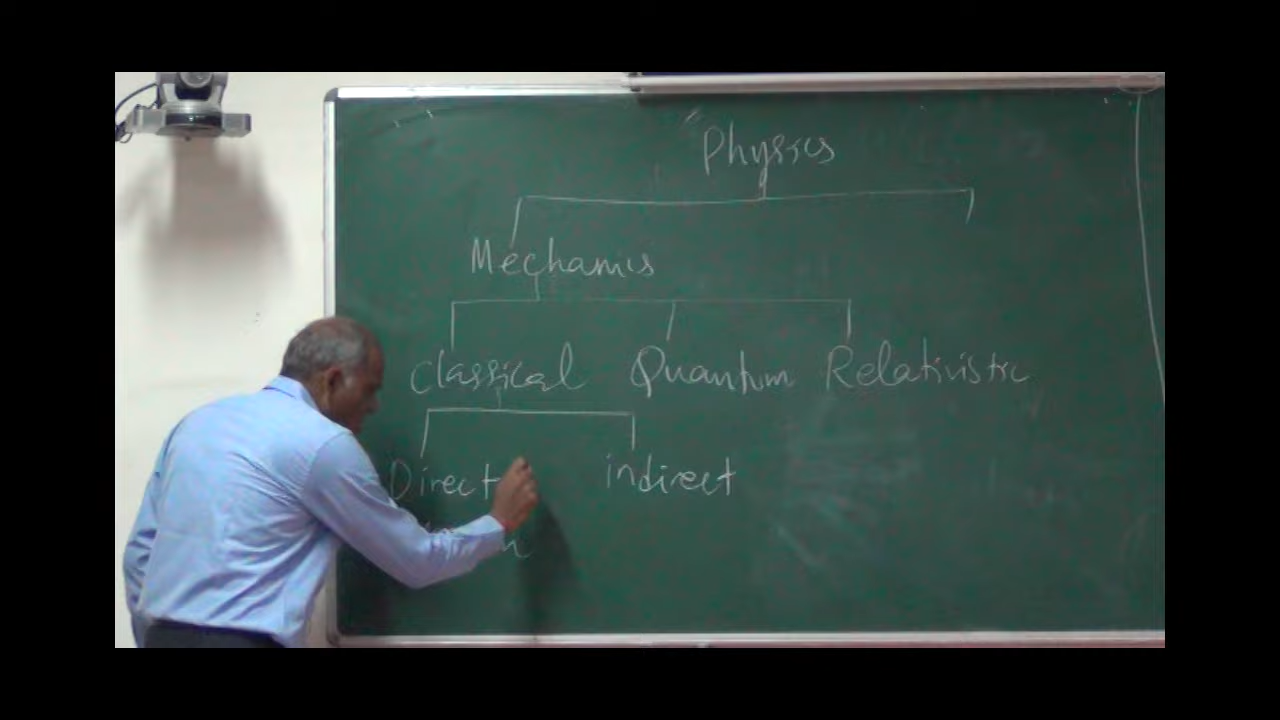 Physics
Mechanics
Classical Quantum Relativistic
Direct indirect